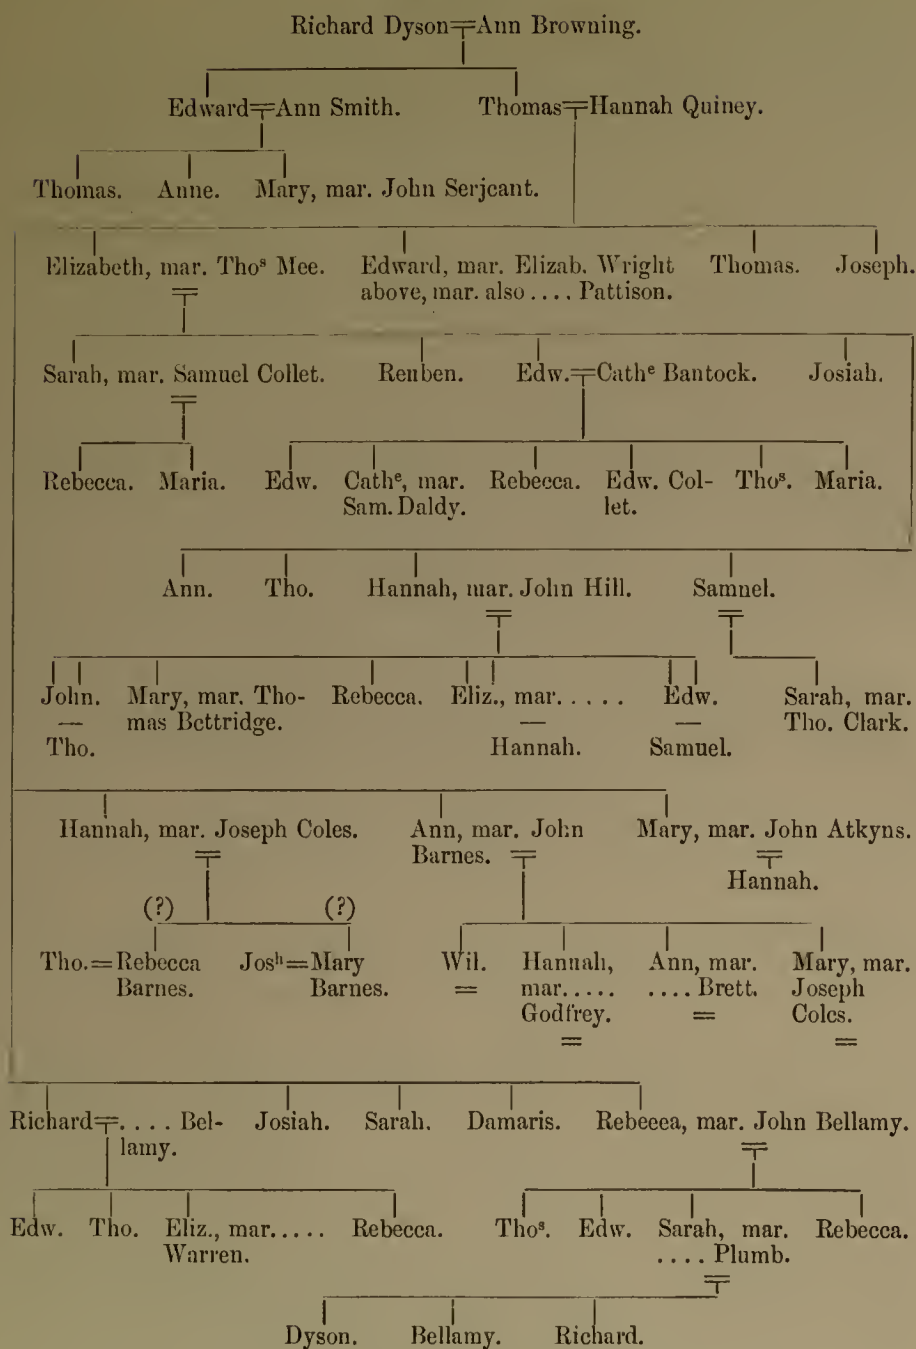 Richard Dyson=Ann Browning.
Edward=Ann Smith. Thomas=Hannah Quiney.
Thomas. Anne. Mary, mar. John Serjeant.
Elizabeth, mar. Thoˢ Mee. Edward, mar. Elizab. Wright Thomas. Joseph.
above, mar. also .... Pattison.
Sarah, mar. Samuel Collet. Reuben. Edw.=Cathᵉ Bantock. Josiah.
Rebecca. Maria. Edw. Cathᵉ, mar. Rebecca. Edw. Col- Thoˢ. Maria.
Sam. Daldy. let.
Ann. Tho. Hannah, mar. John Hill. Samuel.
John. Mary, mar. Tho- Rebecca. Eliz., mar. .... Edw. Sarah, mar.
— mas Bettridge. — — Tho. Clark.
Tho. Hannah. Samuel.
Hannah, mar. Joseph Coles. Ann, mar. John Mary, mar. John Atkyns.
Barnes.
Hannah.
(?) (?)
Tho.=Rebecca Josʰ=Mary Wil. Hannah, Ann, mar. Mary, mar.
Barnes. Barnes. = mar..... .... Brett. Joseph
Godfrey. = Coles.
= =
Richard=.... Bel- Josiah. Sarah. Damaris. Rebecca, mar. John Bellamy.
lamy.
Edw. Tho. Eliz., mar..... Rebecca. Thoˢ. Edw. Sarah, mar. Rebecca.
Warren. .... Plumb.
Dyson. Bellamy. Richard.